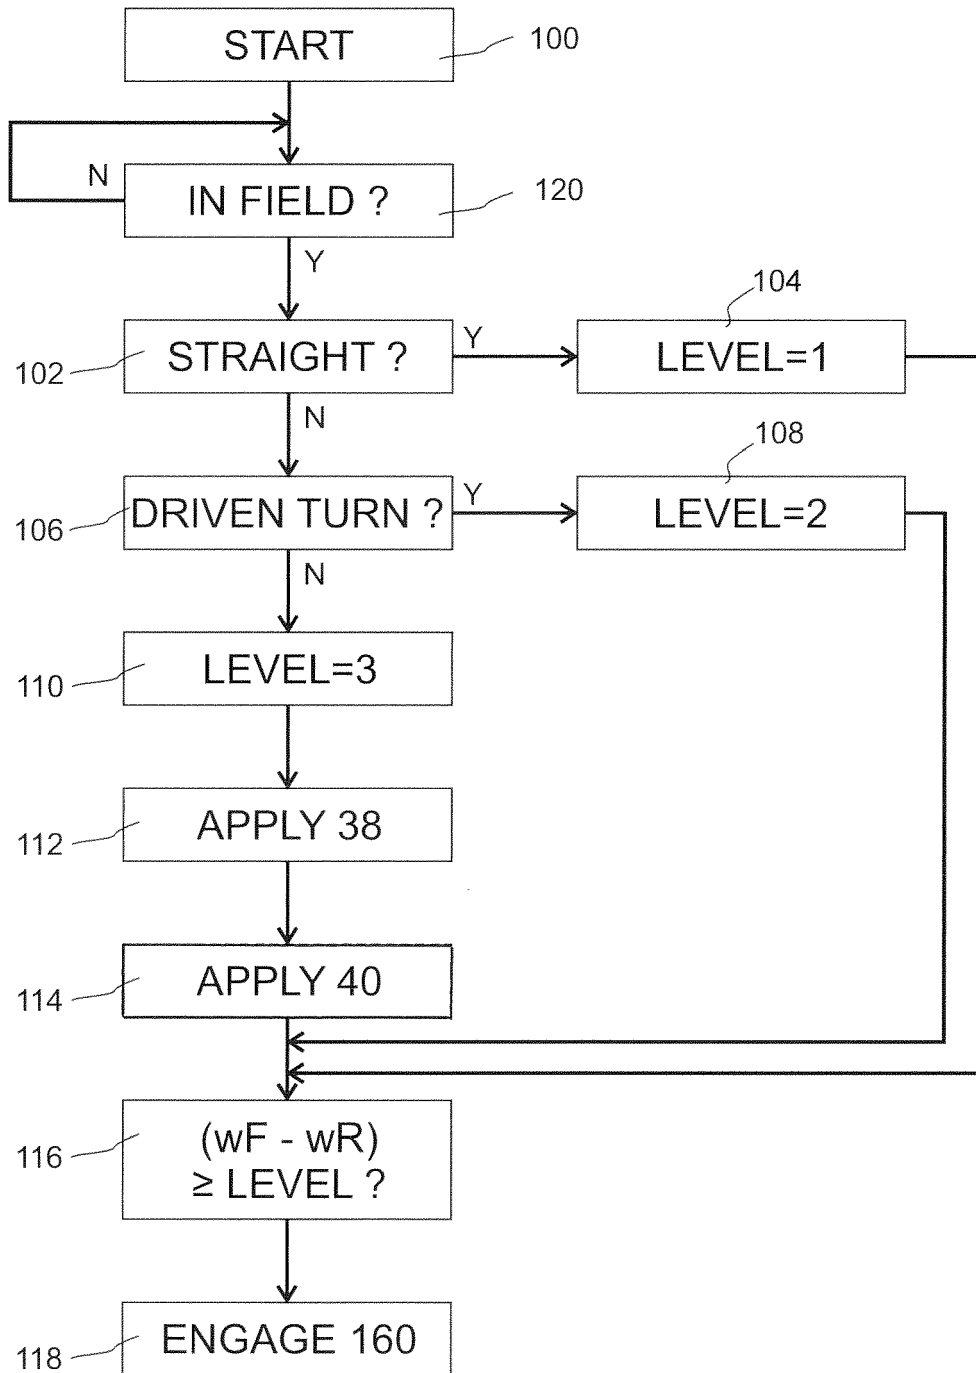 START
100
N
IN FIELD ?
120
Y
104
STRAIGHT ?
Y
LEVEL=1
102
N
108
DRIVEN TURN ?
Y
LEVEL=2
106
N
LEVEL=3
110
APPLY 38
112
APPLY 40
114
(wF - wR)
≥ LEVEL ?
116
ENGAGE 160
118